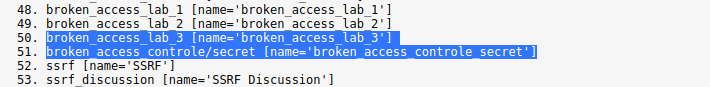 48. broken_access_lab_1 [name='broken_access_lab_1']
49. broken_access_lab_2 [name='broken_access_lab_2']
50. broken_access_lab_3 [name='broken_access_lab_3']
51. broken_access_controle/secret [name='broken_access_controle_secret']
52. ssrf [name='SSRF']
53. ssrf_discussion [name='SSRF Discussion']